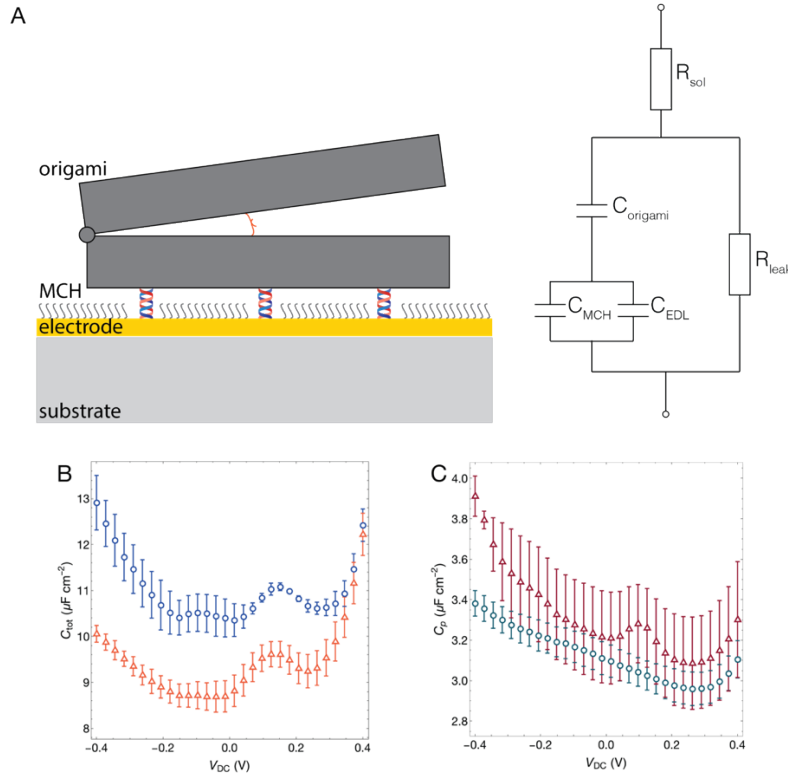 A
origami
MCH
electrode
substrate
R_sol
C_origami
C_MCH
C_EDL
R_leak
B
C_tot (µF cm⁻²)
13
12
11
10
9
8
−0.4 −0.2 0.0 0.2 0.4
V_DC (V)
C
C_p (µF cm⁻²)
4.0
3.8
3.6
3.4
3.2
3.0
2.8
−0.4 −0.2 0.0 0.2 0.4
V_DC (V)